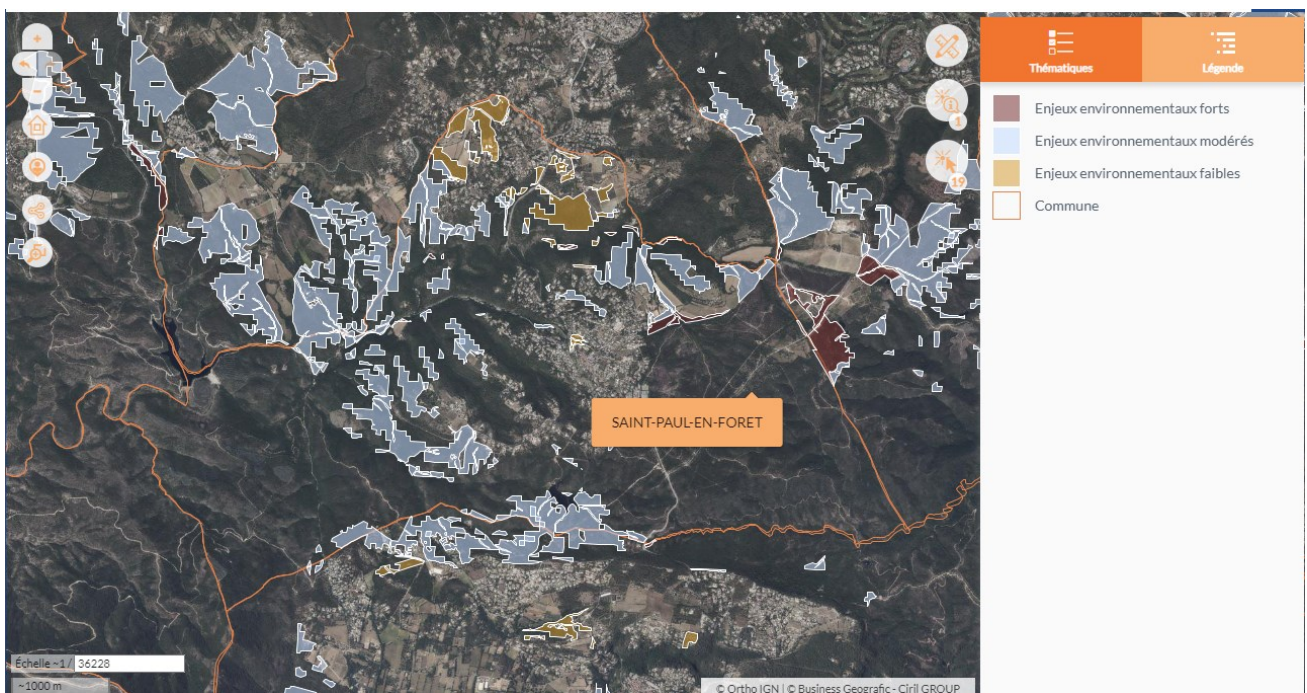 +
−
1
19
Thématiques
Légende
Enjeux environnementaux forts
Enjeux environnementaux modérés
Enjeux environnementaux faibles
Commune
SAINT-PAUL-EN-FORET
Échelle ~1 / 36228
~1000 m
© Ortho IGN | © Business Geografic - Ciril GROUP